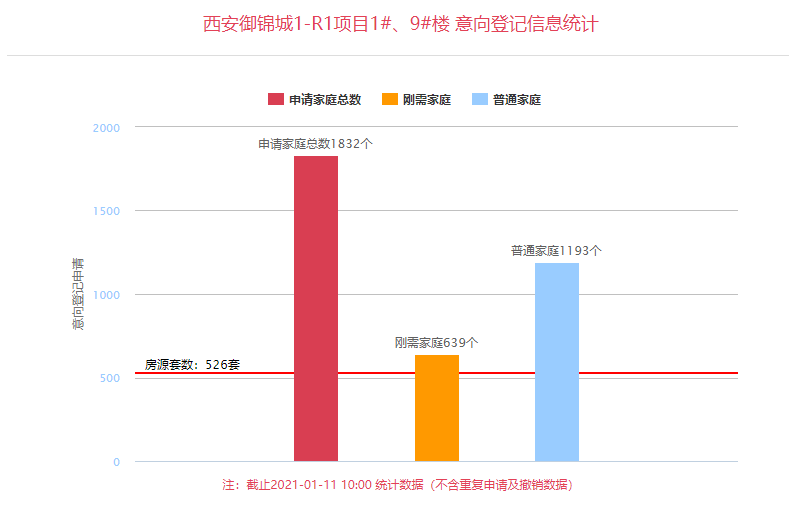 西安御锦城1-R1项目1#、9#楼 意向登记信息统计
申请家庭总数 刚需家庭 普通家庭
意向登记申请
2000
1500
1000
500
0
申请家庭总数1832个
普通家庭1193个
刚需家庭639个
房源套数：526套
注：截止2021-01-11 10:00 统计数据（不含重复申请及撤销数据）